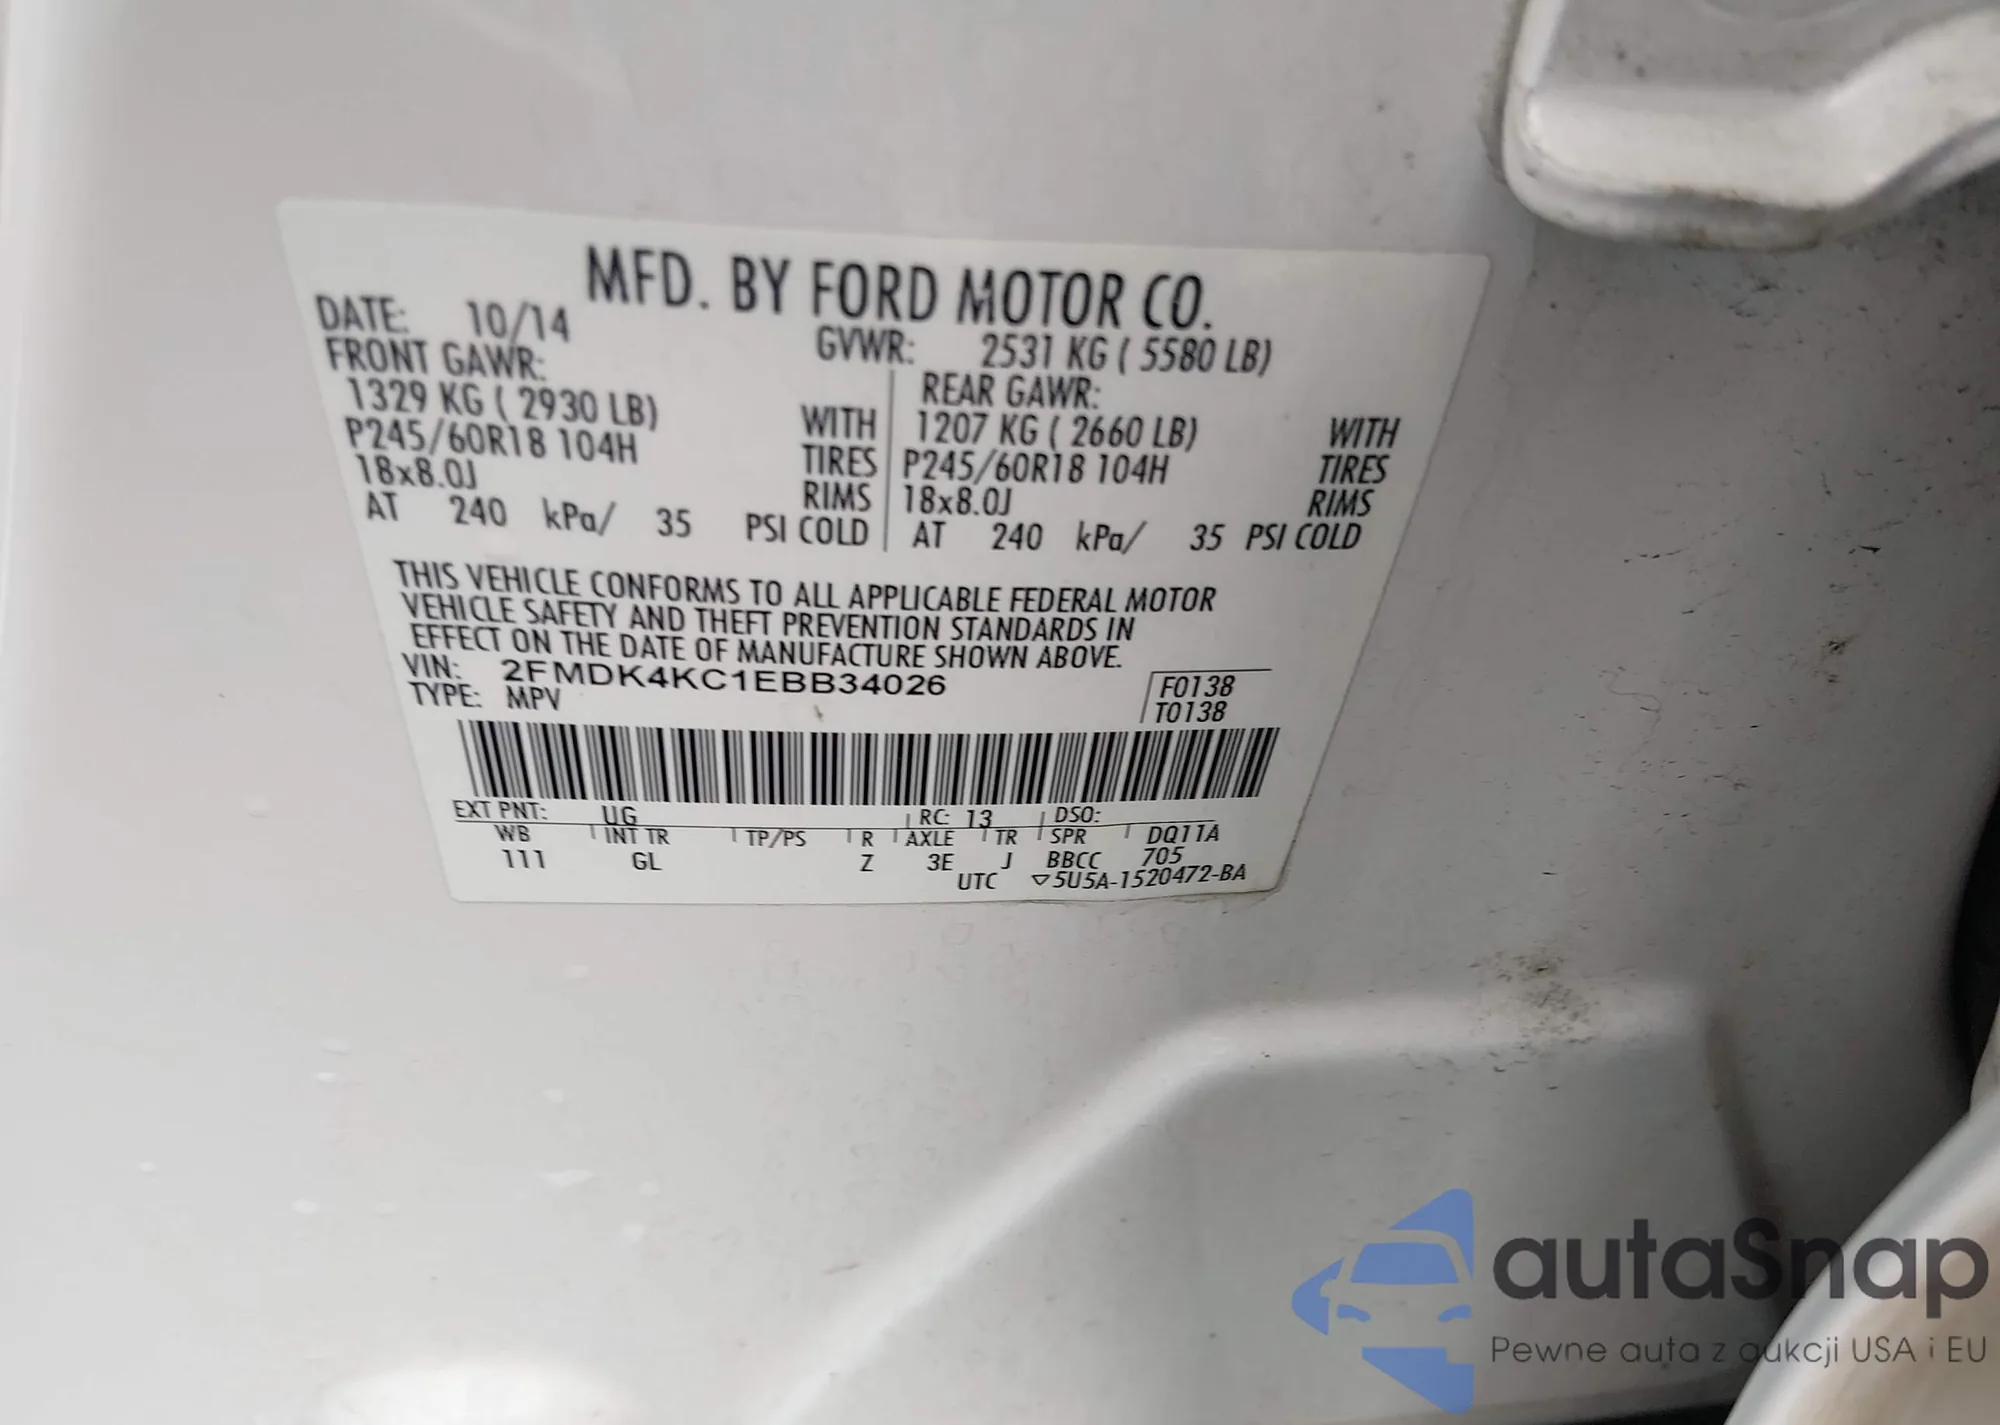 MFD. BY FORD MOTOR CO.
DATE: 10/14 GVWR: 2531 KG ( 5580 LB)
FRONT GAWR: REAR GAWR:
1329 KG ( 2930 LB) WITH 1207 KG ( 2660 LB) WITH
P245/60R18 104H TIRES P245/60R18 104H TIRES
18x8.0J RIMS 18x8.0J RIMS
AT 240 kPa/ 35 PSI COLD AT 240 kPa/ 35 PSI COLD
THIS VEHICLE CONFORMS TO ALL APPLICABLE FEDERAL MOTOR
VEHICLE SAFETY AND THEFT PREVENTION STANDARDS IN
EFFECT ON THE DATE OF MANUFACTURE SHOWN ABOVE.
VIN: 2FMDK4KC1EBB34026 F0138
TYPE: MPV T0138
EXT PNT: UG RC: 13 DSO:
WB INT TR TP/PS R AXLE TR SPR DQ11A
111 GL Z 3E J BBCC 705
UTC ▽5U5A-1520472-BA
autaSnap
Pewne auta z aukcji USA i EU